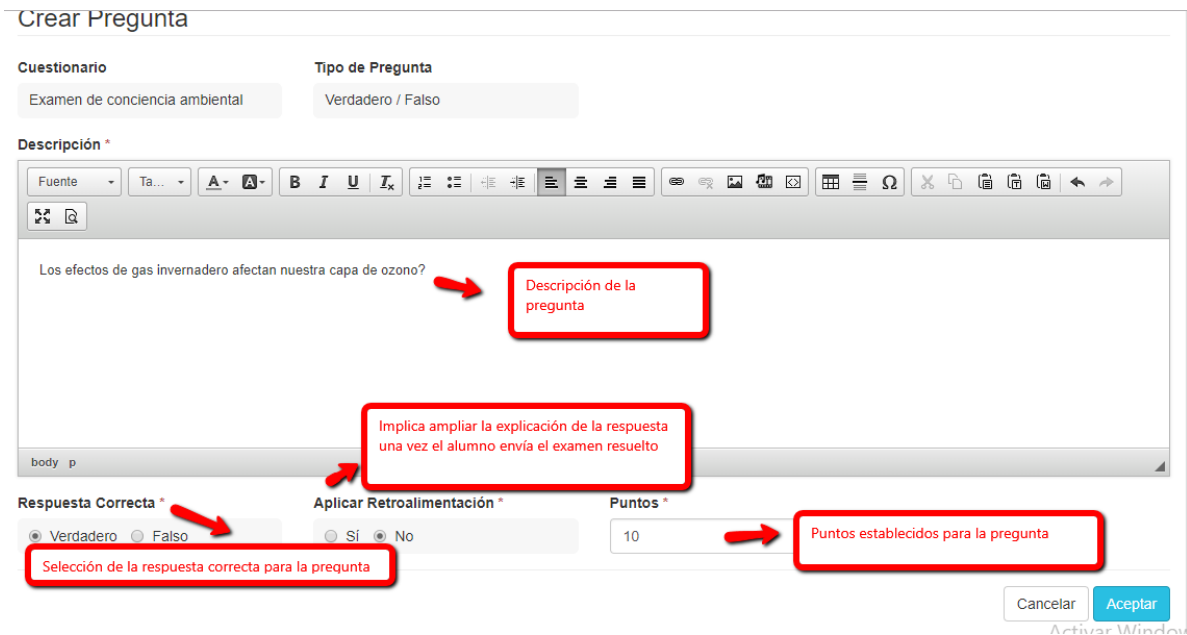 Crear Pregunta
Cuestionario Tipo de Pregunta
Examen de conciencia ambiental Verdadero / Falso
Descripción *
Fuente Ta... A A B I U Ix Ω
Los efectos de gas invernadero afectan nuestra capa de ozono?
Descripción de la
pregunta
Implica ampliar la explicación de la respuesta
una vez el alumno envía el examen resuelto
body p
Respuesta Correcta * Aplicar Retroalimentación * Puntos *
Verdadero Falso Sí No 10
Puntos establecidos para la pregunta
Selección de la respuesta correcta para la pregunta
Cancelar Aceptar
Activar Window